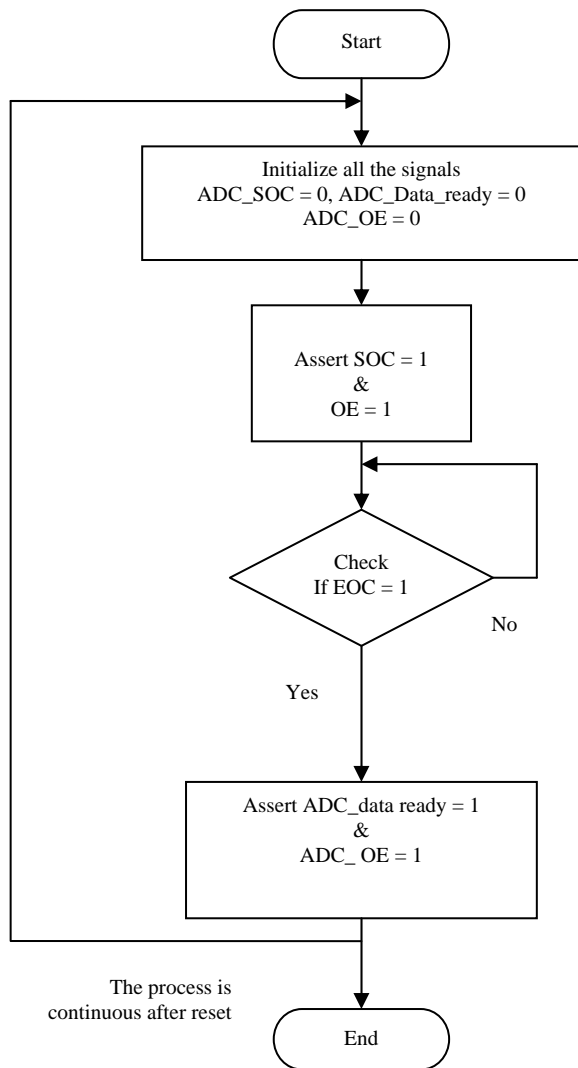 Start
Initialize all the signals
ADC_SOC = 0, ADC_Data_ready = 0
ADC_OE = 0
Assert SOC = 1
&
OE = 1
Check
If EOC = 1
No
Yes
Assert ADC_data ready = 1
&
ADC_ OE = 1
The process is
continuous after reset
End